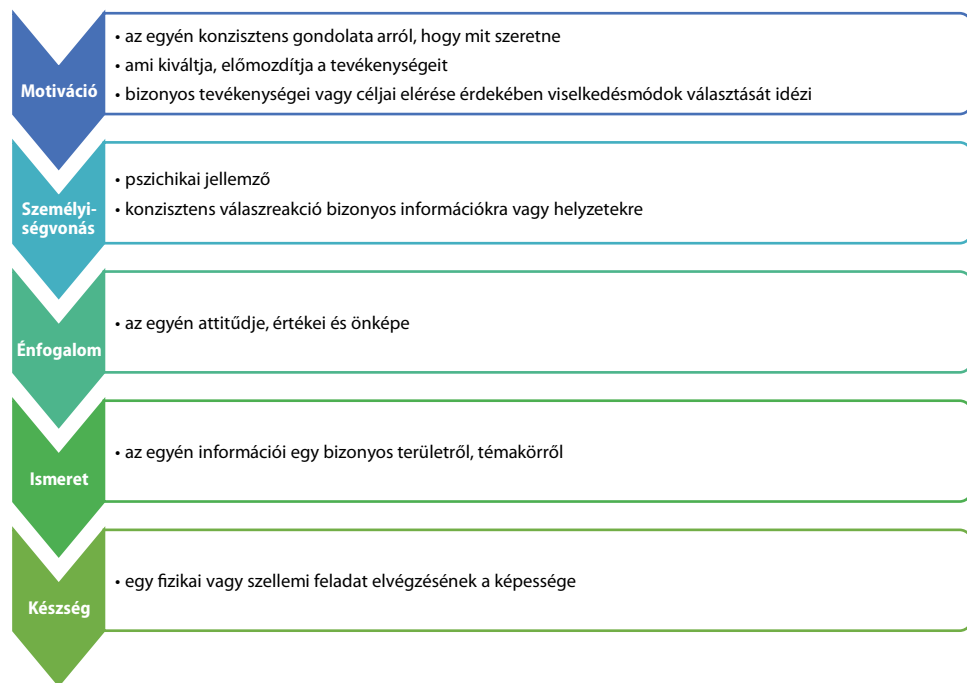 Motiváció
• az egyén konzisztens gondolata arról, hogy mit szeretne
• ami kiváltja, előmozdítja a tevékenységeit
• bizonyos tevékenységei vagy céljai elérése érdekében viselkedésmódok választását idézi
Személyi-
ségvonás
• pszichikai jellemző
• konzisztens válaszreakció bizonyos információkra vagy helyzetekre
Énfogalom
• az egyén attitűdje, értékei és önképe
Ismeret
• az egyén információi egy bizonyos területről, témakörről
Készség
• egy fizikai vagy szellemi feladat elvégzésének a képessége